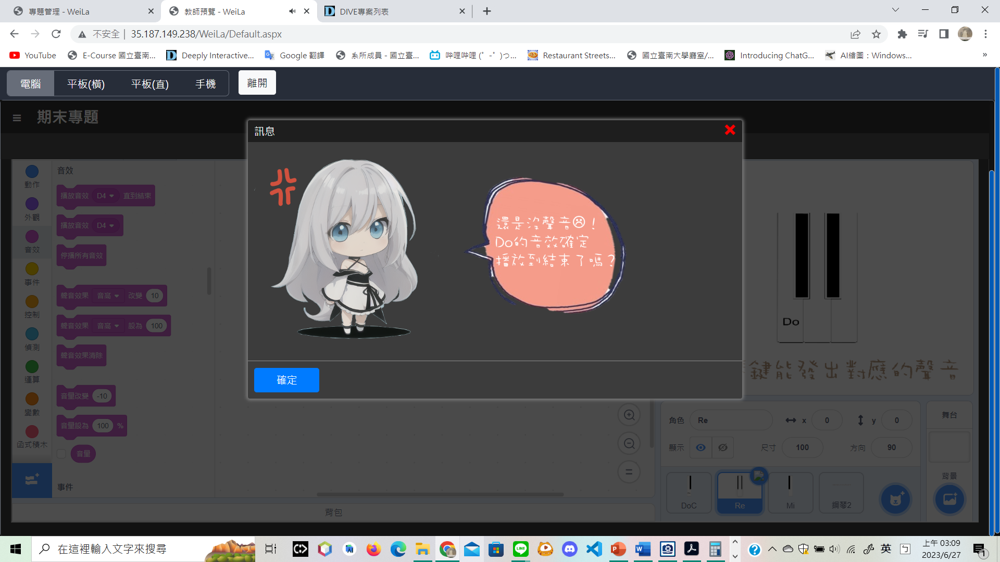 專題管理 - WeiLa
教師預覽 - WeiLa
DIVE專案列表
不安全 | 35.187.149.238/WeiLa/Default.aspx
YouTube
E-Course 國立臺南...
Deeply Interactive...
Google 翻譯
系所成員 - 國立臺...
哔哩哔哩 (゜-゜)つ...
Restaurant Streets...
國立臺南大學廳室/...
Introducing ChatG...
AI繪圖：Windows...
»
電腦
平板(橫)
平板(直)
手機
離開
期末專題
訊息
還是沒聲音☹！
Do的音效確定
播放到結束了嗎？
確定
動作
外觀
音效
事件
控制
偵測
運算
變數
函式積木
音效
播放音效 D4 直到結束
播放音效 D4
停播所有音效
聲音效果 音高 改變 10
聲音效果 音高 設為 100
聲音效果清除
音量改變 -10
音量設為 100 %
音量
事件
背包
Do
鍵能發出對應的聲音
角色 Re x 0 y 0
顯示 尺寸 100 方向 90
DoC
Re
Mi
鋼琴2
舞台
背景
在這裡輸入文字來搜尋
英
上午 03:09
2023/6/27
1